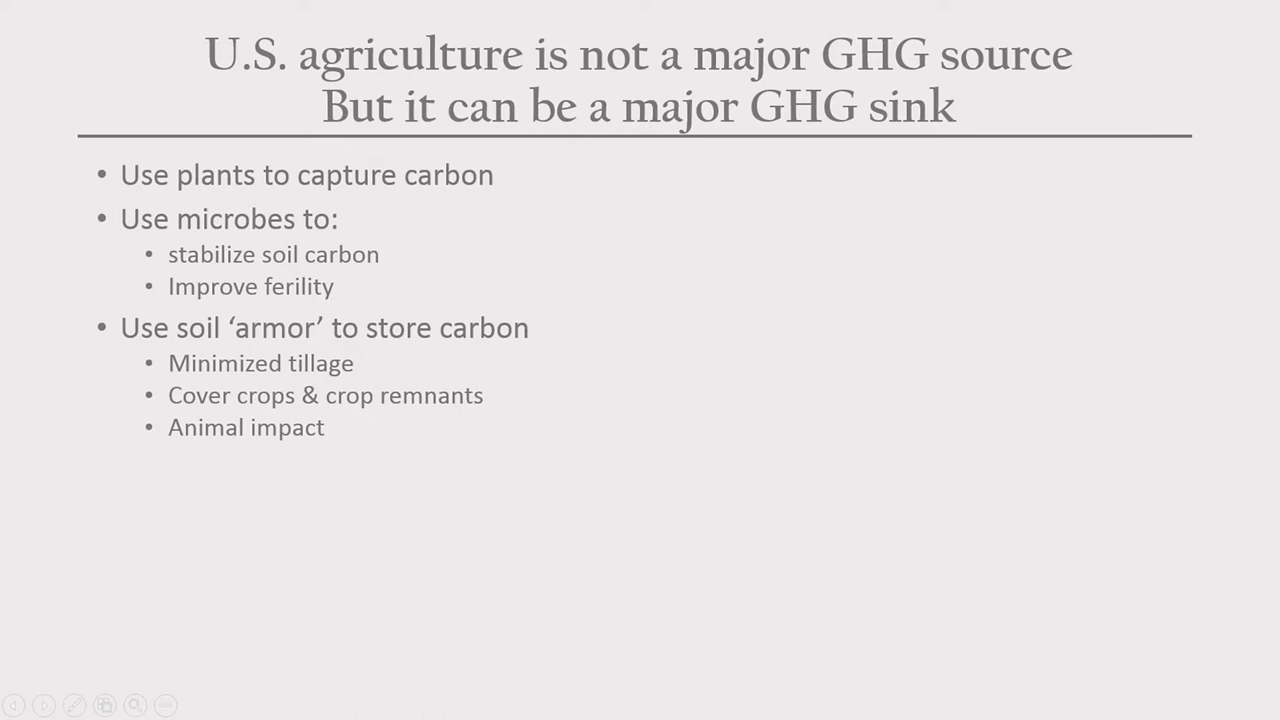 U.S. agriculture is not a major GHG source
But it can be a major GHG sink
• Use plants to capture carbon
• Use microbes to:
• stabilize soil carbon
• Improve ferility
• Use soil ‘armor’ to store carbon
• Minimized tillage
• Cover crops & crop remnants
• Animal impact